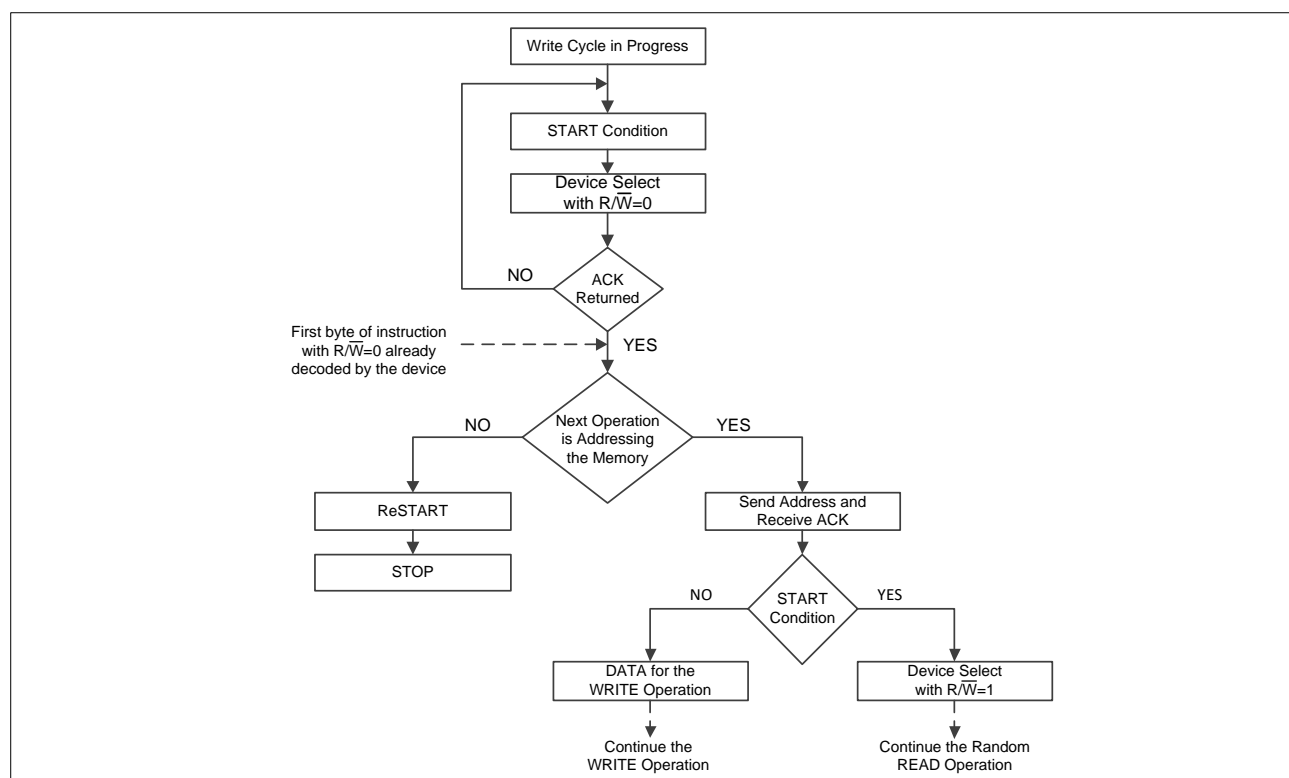 Write Cycle in Progress
START Condition
Device Select
with R/W̅=0
NO
ACK
Returned
First byte of instruction
with R/W̅=0 already
decoded by the device
YES
Next Operation
is Addressing
the Memory
NO
YES
ReSTART
Send Address and
Receive ACK
STOP
NO
START
Condition
YES
DATA for the
WRITE Operation
Device Select
with R/W̅=1
Continue the
WRITE Operation
Continue the Random
READ Operation